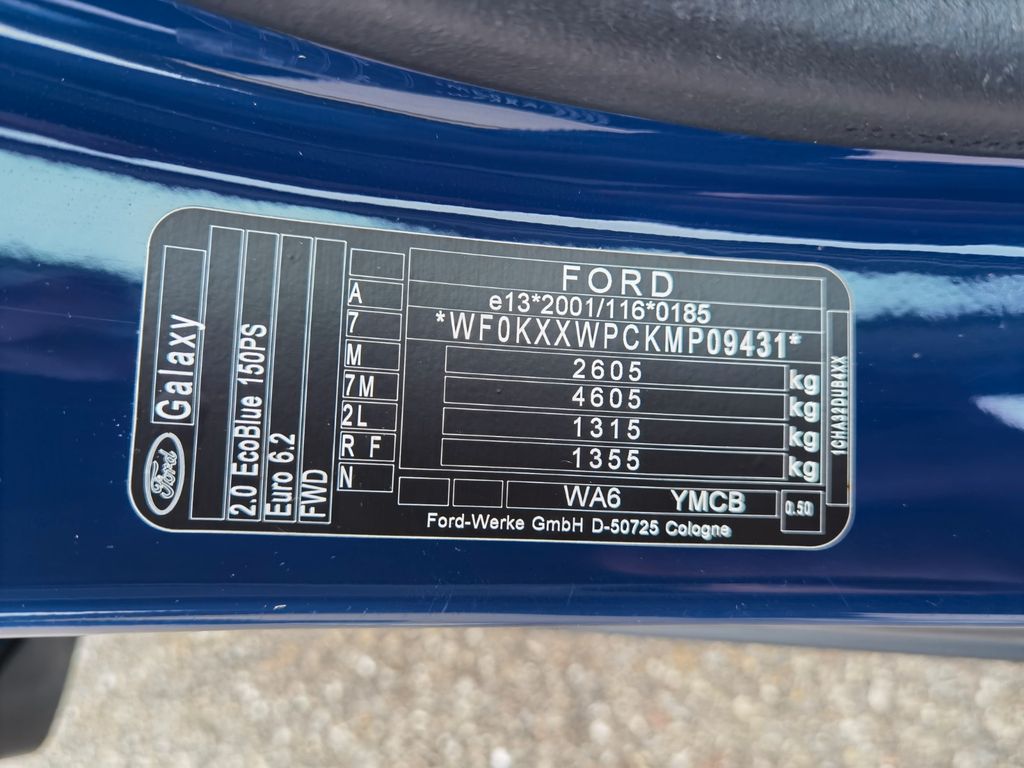 Ford
Galaxy
2.0 EcoBlue 150PS
Euro 6.2
FWD
A
7
M
7M
2L
R F
N
FORD
e13*2001/116*0185
*WF0KXXWPCKMP09431*
2605 kg
4605 kg
1315 kg
1355 kg
WA6 YMCB 0.50
Ford-Werke GmbH D-50725 Cologne
1CHA32DUB4XX